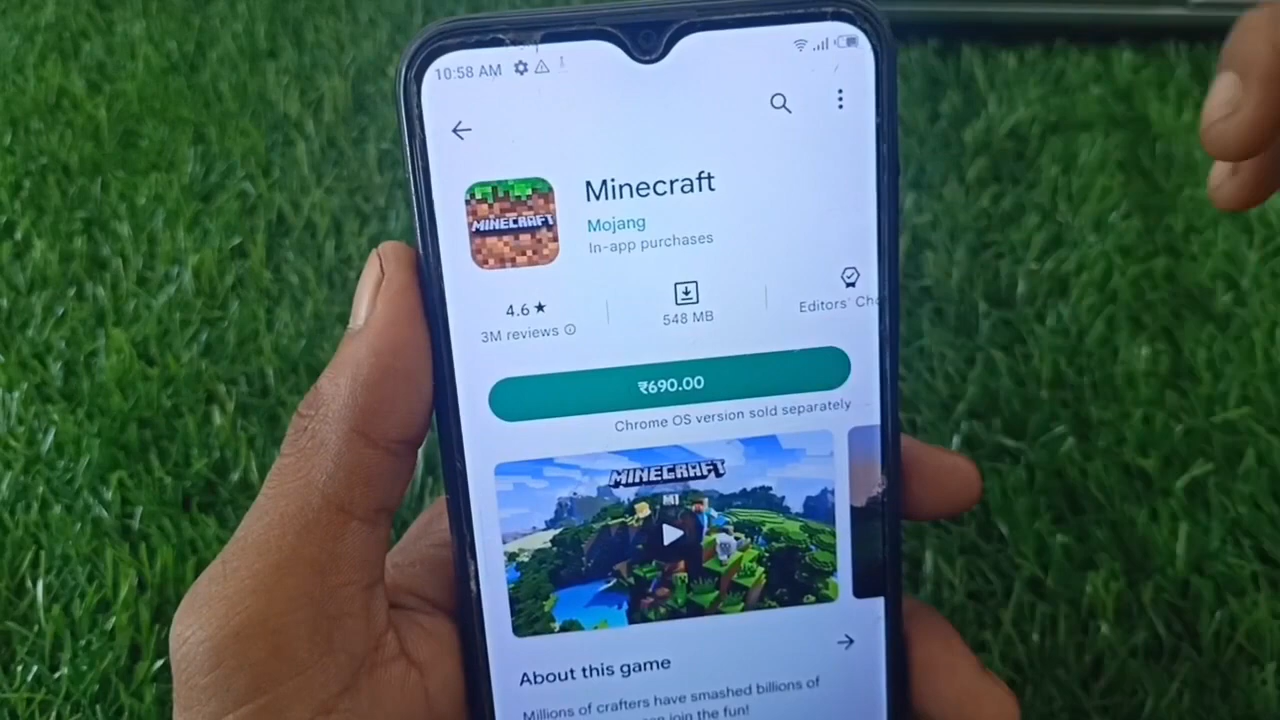 10:58 AM
MINECRAFT
Minecraft
Mojang
In-app purchases
4.6★
3M reviews
548 MB
Editors' Cho
₹690.00
Chrome OS version sold separately
MINECRAFT
About this game
Millions of crafters have smashed billions of
join the fun!